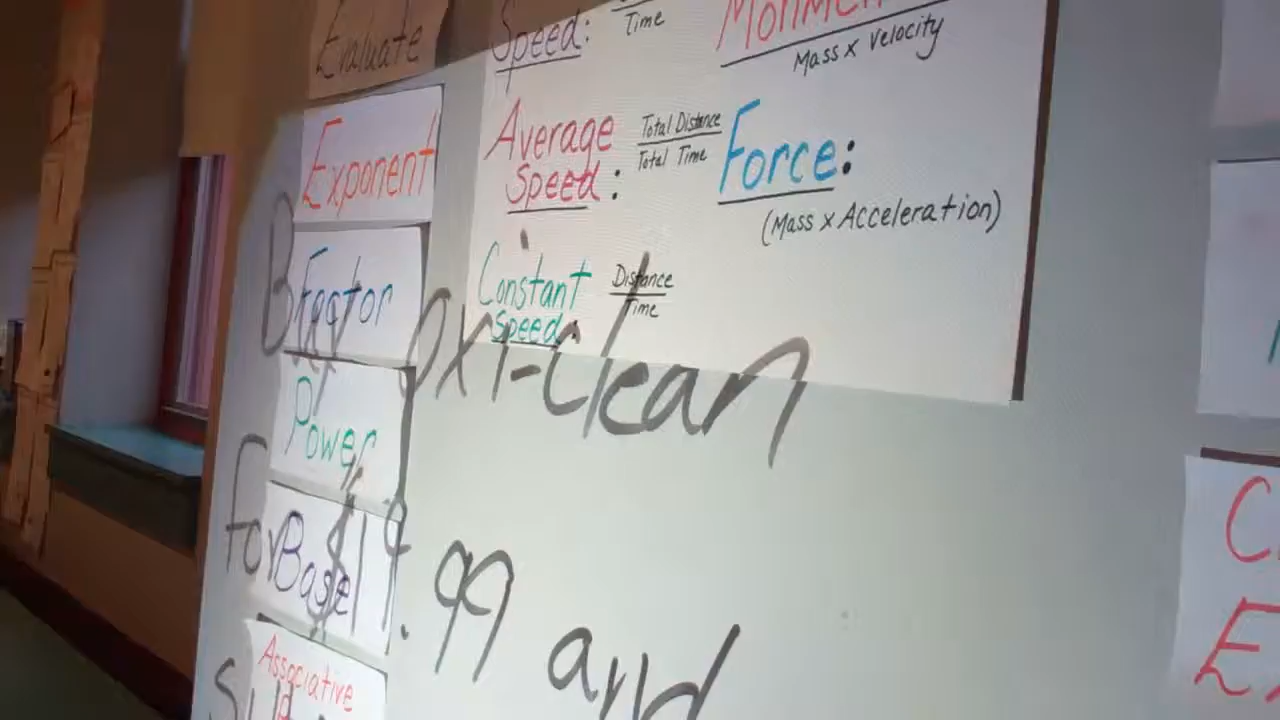 Evaluate
Exponent
Factor
Power
Base
Associative
Speed:
Time
Average
Speed:
Total Distance
Total Time
Constant
Speed:
Distance
Time
Mass x Velocity
Force:
(Mass x Acceleration)
Buy Oxi-clean
For $19.99 and